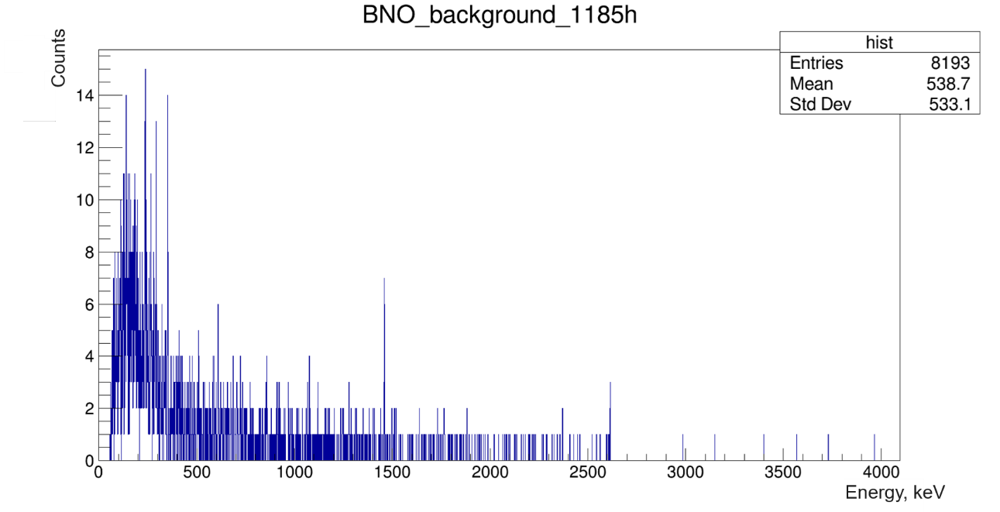 BNO_background_1185h
Counts
hist
Entries 8193
Mean 538.7
Std Dev 533.1
14
12
10
8
6
4
2
0
0 500 1000 1500 2000 2500 3000 3500 4000
Energy, keV